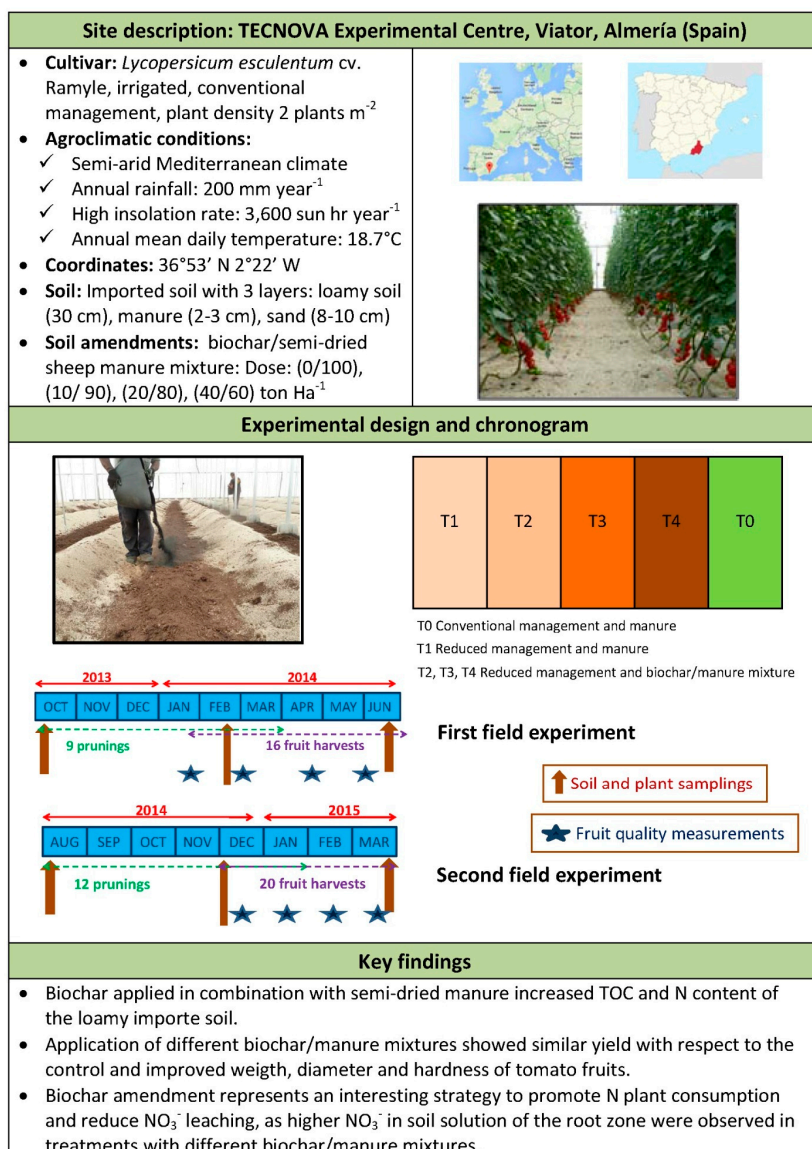 Site description: TECNOVA Experimental Centre, Viator, Almería (Spain)
• Cultivar: Lycopersicum esculentum cv.
Ramyle, irrigated, conventional
management, plant density 2 plants m⁻²
• Agroclimatic conditions:
✓ Semi-arid Mediterranean climate
✓ Annual rainfall: 200 mm year⁻¹
✓ High insolation rate: 3,600 sun hr year⁻¹
✓ Annual mean daily temperature: 18.7°C
• Coordinates: 36°53’ N 2°22’ W
• Soil: Imported soil with 3 layers: loamy soil
(30 cm), manure (2-3 cm), sand (8-10 cm)
• Soil amendments: biochar/semi-dried
sheep manure mixture: Dose: (0/100),
(10/ 90), (20/80), (40/60) ton Ha⁻¹
Experimental design and chronogram
T1 T2 T3 T4 T0
T0 Conventional management and manure
T1 Reduced management and manure
T2, T3, T4 Reduced management and biochar/manure mixture
2013 2014
OCT NOV DEC JAN FEB MAR APR MAY JUN
9 prunings 16 fruit harvests
First field experiment
Soil and plant samplings
Fruit quality measurements
2014 2015
AUG SEP OCT NOV DEC JAN FEB MAR
12 prunings 20 fruit harvests
Second field experiment
Key findings
• Biochar applied in combination with semi-dried manure increased TOC and N content of
the loamy importe soil.
• Application of different biochar/manure mixtures showed similar yield with respect to the
control and improved weigth, diameter and hardness of tomato fruits.
• Biochar amendment represents an interesting strategy to promote N plant consumption
and reduce NO₃⁻ leaching, as higher NO₃⁻ in soil solution of the root zone were observed in
treatments with different biochar/manure mixtures.